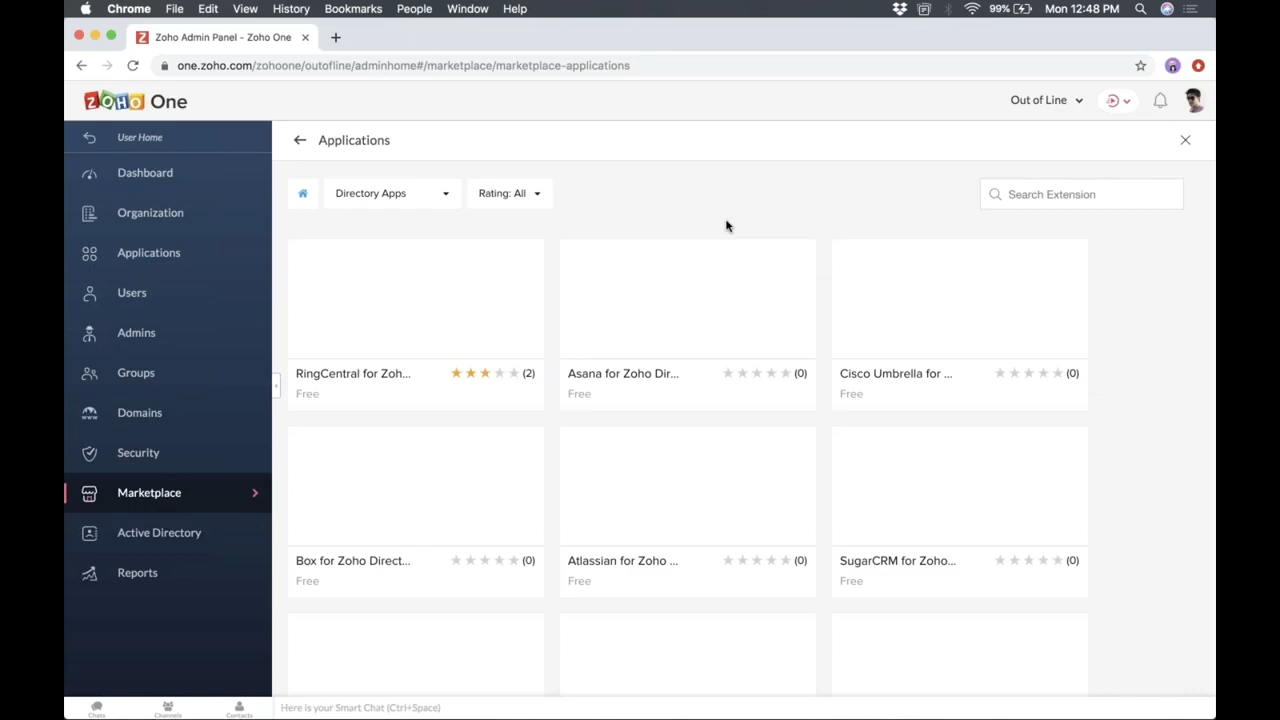 Chrome File Edit View History Bookmarks People Window Help 99% Mon 12:48 PM
Zoho Admin Panel - Zoho One
one.zoho.com/zohoone/outofline/adminhome#/marketplace/marketplace-applications
ZOHO One
Out of Line
User Home
Dashboard
Organization
Applications
Users
Admins
Groups
Domains
Security
Marketplace
Active Directory
Reports
Applications
Directory Apps
Rating: All
Search Extension
RingCentral for Zoh... (2)
Free
Asana for Zoho Dir... (0)
Free
Cisco Umbrella for ... (0)
Free
Box for Zoho Direct... (0)
Free
Atlassian for Zoho ... (0)
Free
SugarCRM for Zoho... (0)
Free
Chats
Channels
Contacts
Here is your Smart Chat (Ctrl+Space)